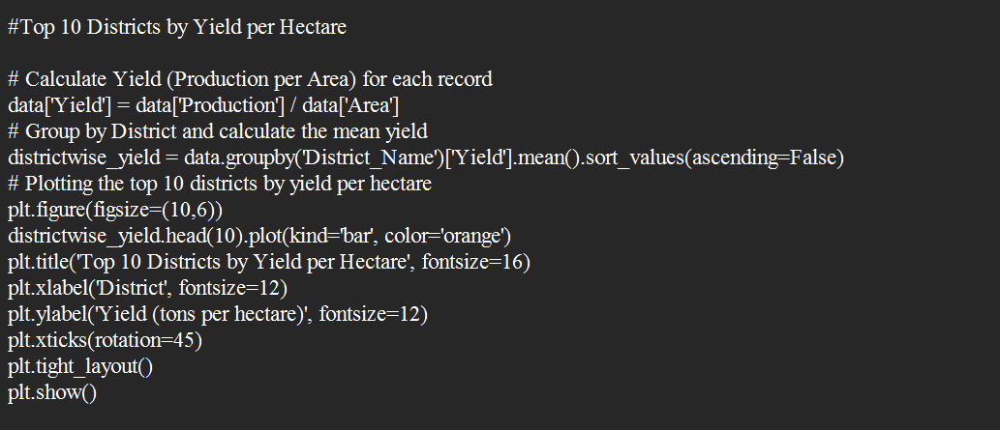 #Top 10 Districts by Yield per Hectare
# Calculate Yield (Production per Area) for each record
data['Yield'] = data['Production'] / data['Area']
# Group by District and calculate the mean yield
districtwise_yield = data.groupby('District_Name')['Yield'].mean().sort_values(ascending=False)
# Plotting the top 10 districts by yield per hectare
plt.figure(figsize=(10,6))
districtwise_yield.head(10).plot(kind='bar', color='orange')
plt.title('Top 10 Districts by Yield per Hectare', fontsize=16)
plt.xlabel('District', fontsize=12)
plt.ylabel('Yield (tons per hectare)', fontsize=12)
plt.xticks(rotation=45)
plt.tight_layout()
plt.show()